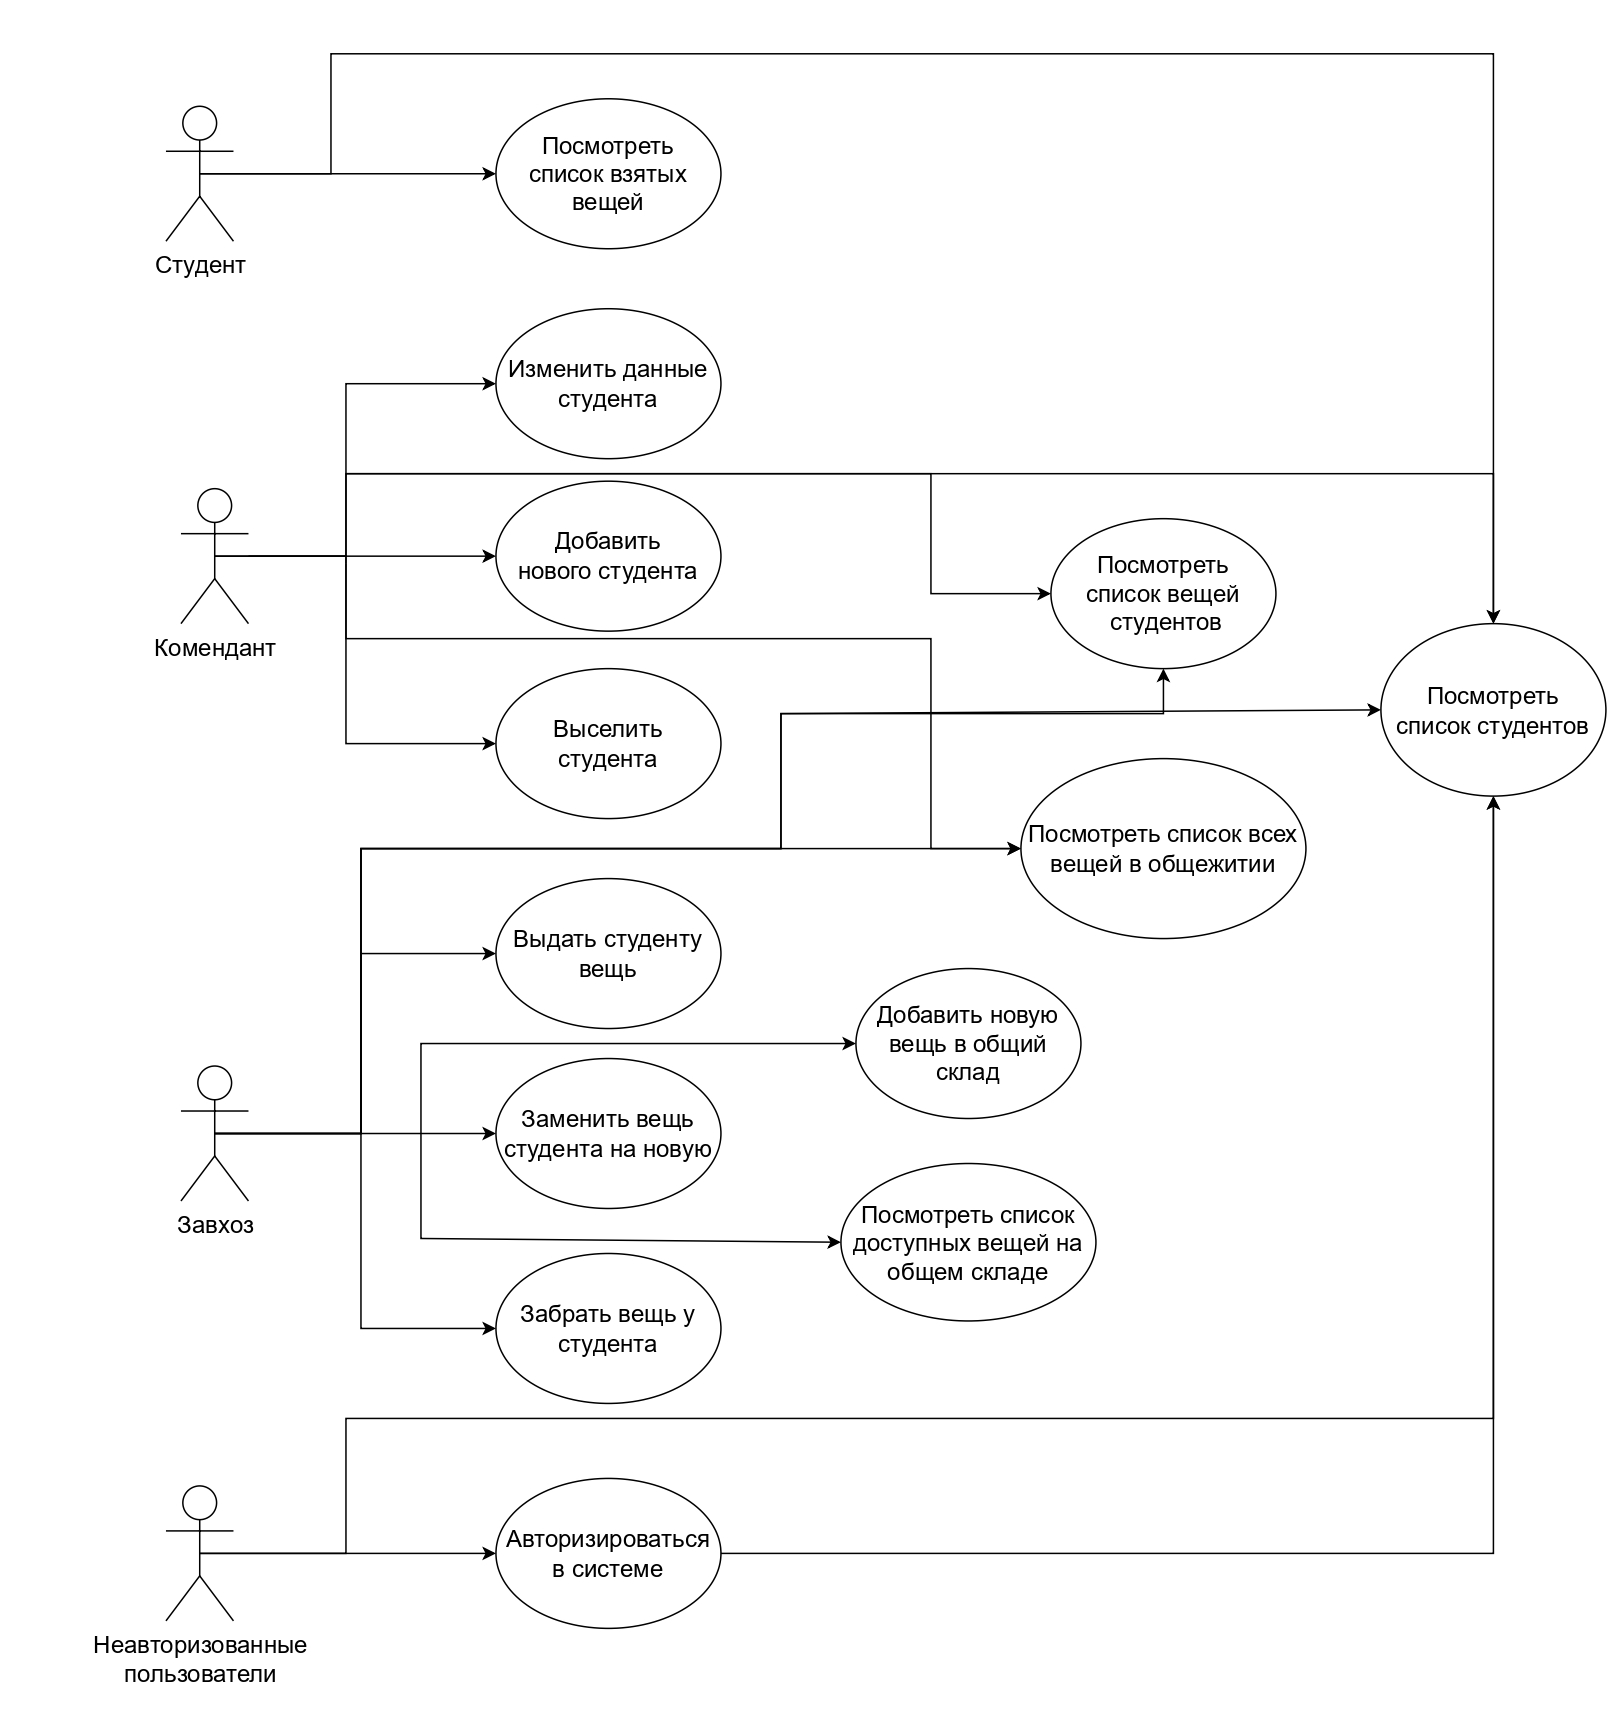 Посмотреть
список взятых
вещей
Студент
Изменить данные
студента
Добавить
нового студента
Посмотреть
список вещей
студентов
Комендант
Посмотреть
список студентов
Выселить
студента
Посмотреть список всех
вещей в общежитии
Выдать студенту
вещь
Добавить новую
вещь в общий
склад
Заменить вещь
студента на новую
Завхоз
Посмотреть список
доступных вещей на
общем складе
Забрать вещь у
студента
Авторизироваться
в системе
Неавторизованные
пользователи